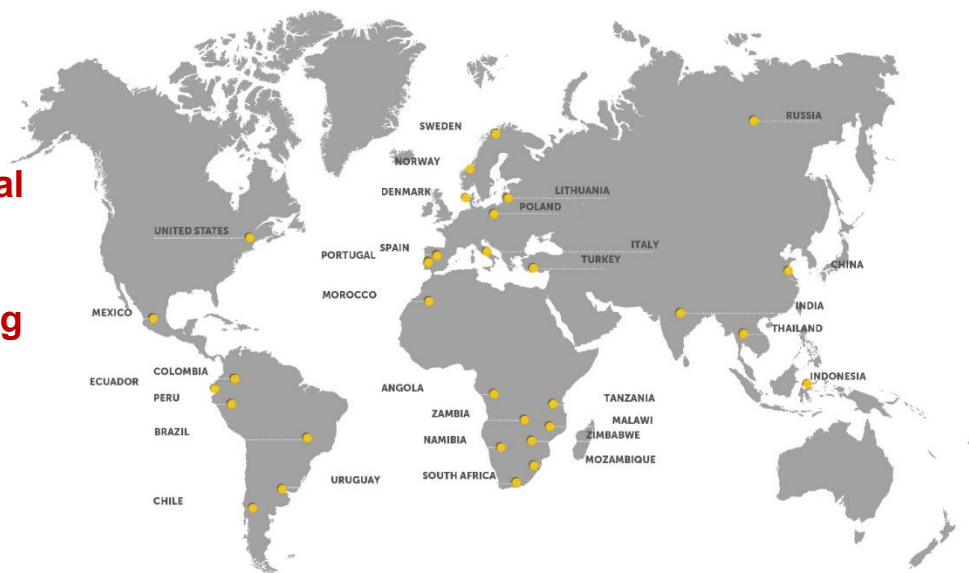 al
ng
SWEDEN
RUSSIA
NORWAY
DENMARK
LITHUANIA
POLAND
UNITED STATES
SPAIN
PORTUGAL
ITALY
TURKEY
CHINA
MOROCCO
MEXICO
INDIA
THAILAND
COLOMBIA
ECUADOR
PERU
INDONESIA
ANGOLA
TANZANIA
ZAMBIA
MALAWI
BRAZIL
NAMIBIA
ZIMBABWE
MOZAMBIQUE
URUGUAY
SOUTH AFRICA
CHILE